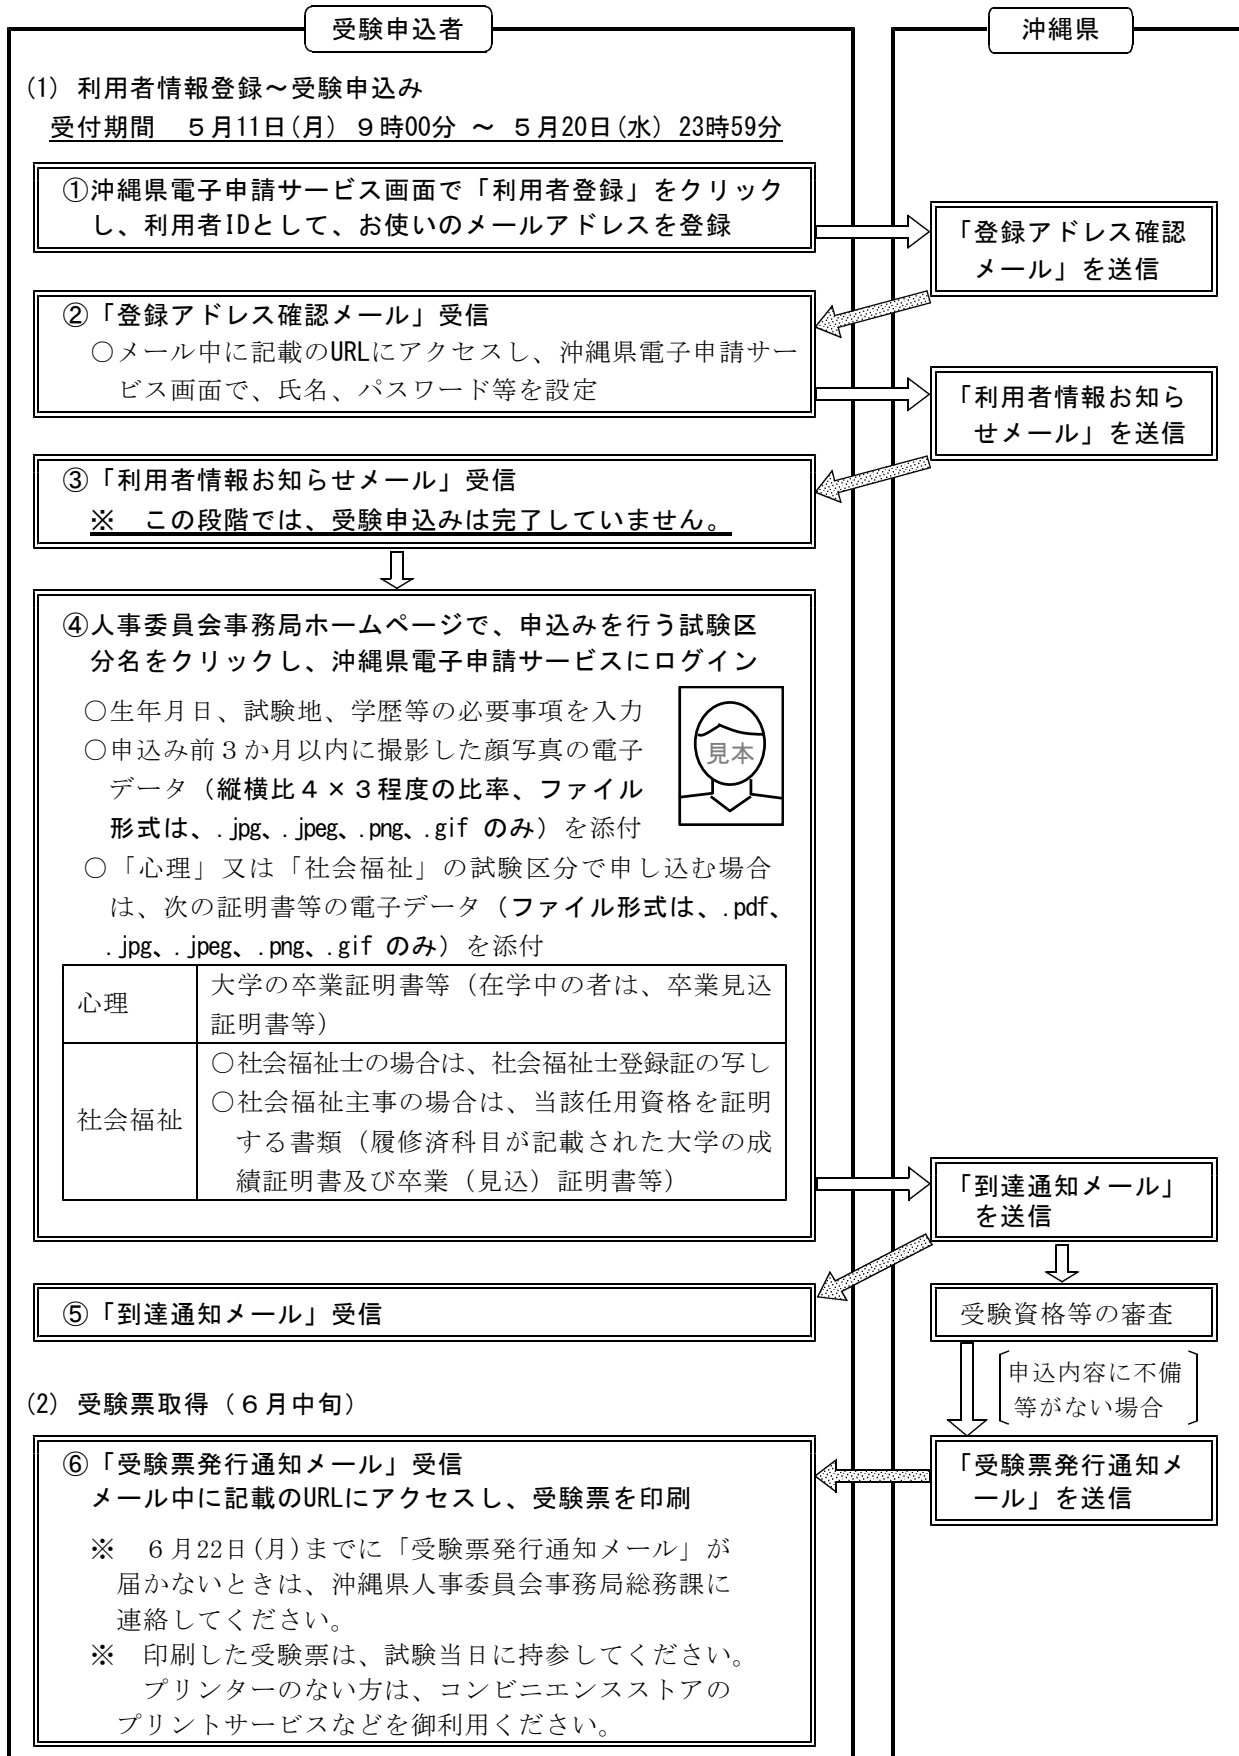 受験申込者
沖縄県
(1) 利用者情報登録～受験申込み
受付期間　５月11日(月) ９時00分 ～ ５月20日(水) 23時59分
①沖縄県電子申請サービス画面で「利用者登録」をクリック
し、利用者IDとして、お使いのメールアドレスを登録
「登録アドレス確認
メール」を送信
②「登録アドレス確認メール」受信
○メール中に記載のURLにアクセスし、沖縄県電子申請サー
ビス画面で、氏名、パスワード等を設定
「利用者情報お知ら
せメール」を送信
③「利用者情報お知らせメール」受信
※　この段階では、受験申込みは完了していません。
④人事委員会事務局ホームページで、申込みを行う試験区
分名をクリックし、沖縄県電子申請サービスにログイン
○生年月日、試験地、学歴等の必要事項を入力
○申込み前３か月以内に撮影した顔写真の電子
データ（縦横比４×３程度の比率、ファイル
形式は、.jpg、.jpeg、.png、.gif のみ）を添付
見本
○「心理」又は「社会福祉」の試験区分で申し込む場合
は、次の証明書等の電子データ（ファイル形式は、.pdf、
.jpg、.jpeg、.png、.gif のみ）を添付
心理
大学の卒業証明書等（在学中の者は、卒業見込
証明書等）
社会福祉
○社会福祉士の場合は、社会福祉士登録証の写し
○社会福祉主事の場合は、当該任用資格を証明
する書類（履修済科目が記載された大学の成
績証明書及び卒業（見込）証明書等）
「到達通知メール」
を送信
⑤「到達通知メール」受信
受験資格等の審査
申込内容に不備
等がない場合
(2) 受験票取得（６月中旬）
⑥「受験票発行通知メール」受信
メール中に記載のURLにアクセスし、受験票を印刷
「受験票発行通知メ
ール」を送信
※　６月22日(月)までに「受験票発行通知メール」が
届かないときは、沖縄県人事委員会事務局総務課に
連絡してください。
※　印刷した受験票は、試験当日に持参してください。
プリンターのない方は、コンビニエンスストアの
プリントサービスなどを御利用ください。